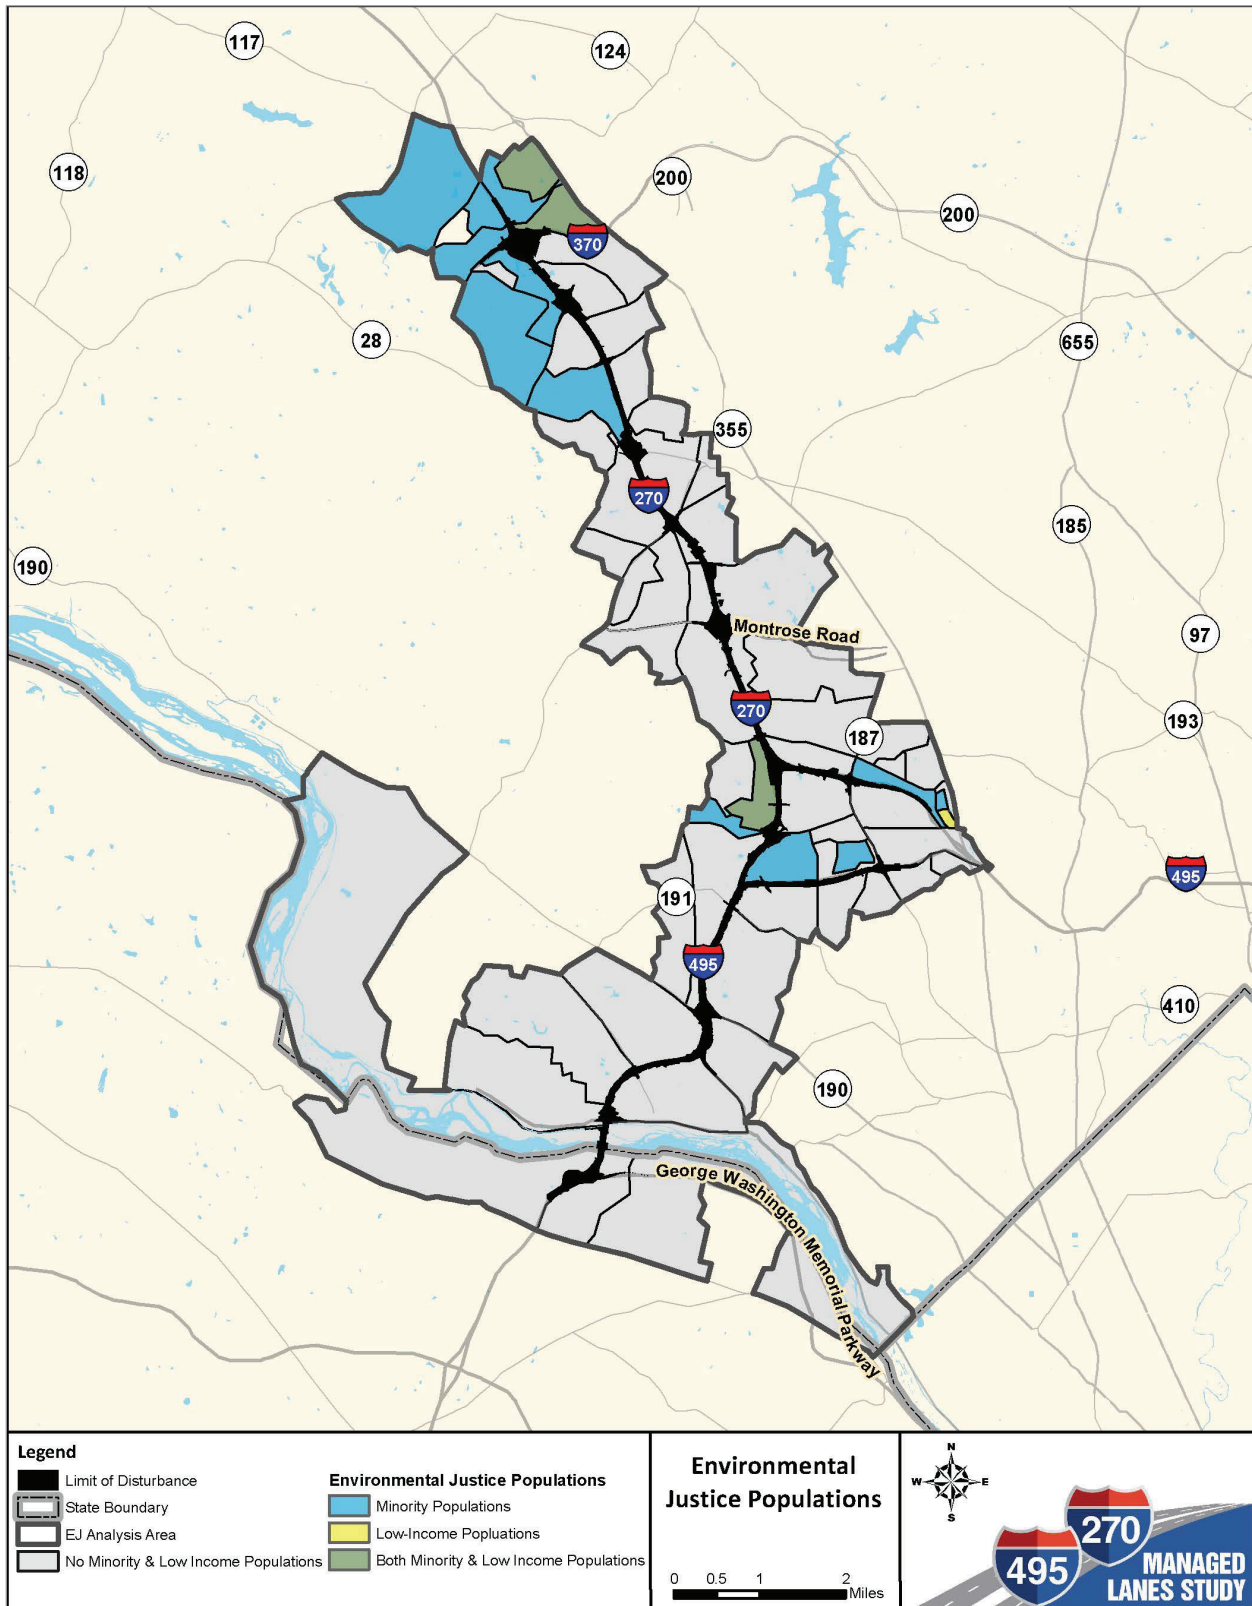 117
124
118
200
200
370
28
655
355
270
185
190
Montrose Road
97
270
193
187
495
191
495
410
190
George Washington Memorial Parkway
Legend
Limit of Disturbance
State Boundary
EJ Analysis Area
No Minority & Low Income Populations
Environmental Justice Populations
Minority Populations
Low-Income Popluations
Both Minority & Low Income Populations
Environmental
Justice Populations
0 0.5 1 2
Miles
N
W E
S
270
495
MANAGED
LANES STUDY